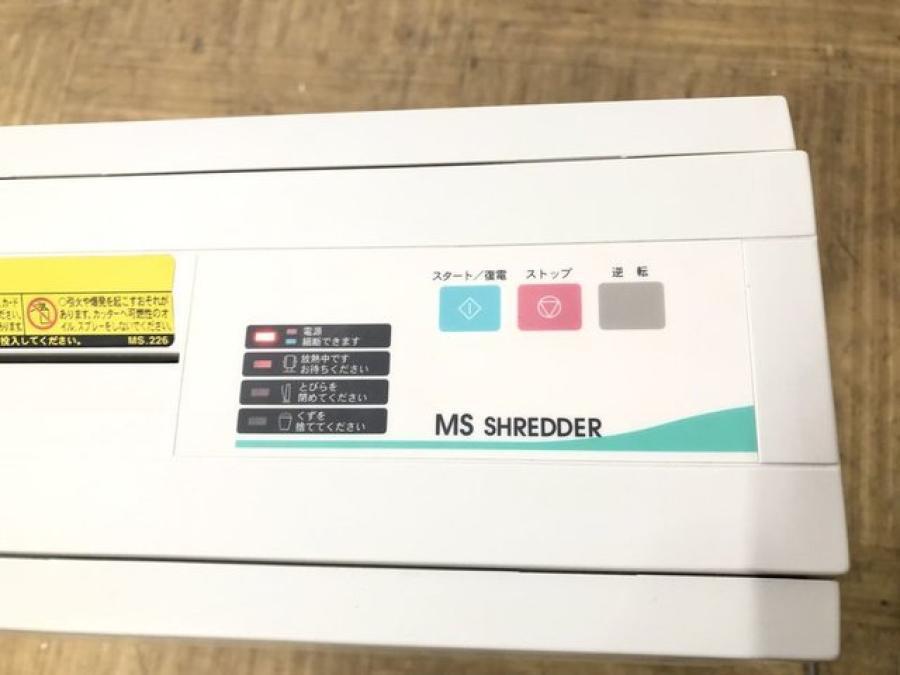 スタート／復電 ストップ 逆転
カード
ださい。
あります。
○引火や爆発を起こすおそれが
あります。カッターへ可燃性のオ
イル、スプレーをしないでください。
投入してください。 MS.226
電源
細断できます
放熱中です
お待ちください
とびらを
閉めてください
くずを
捨ててください
MS SHREDDER